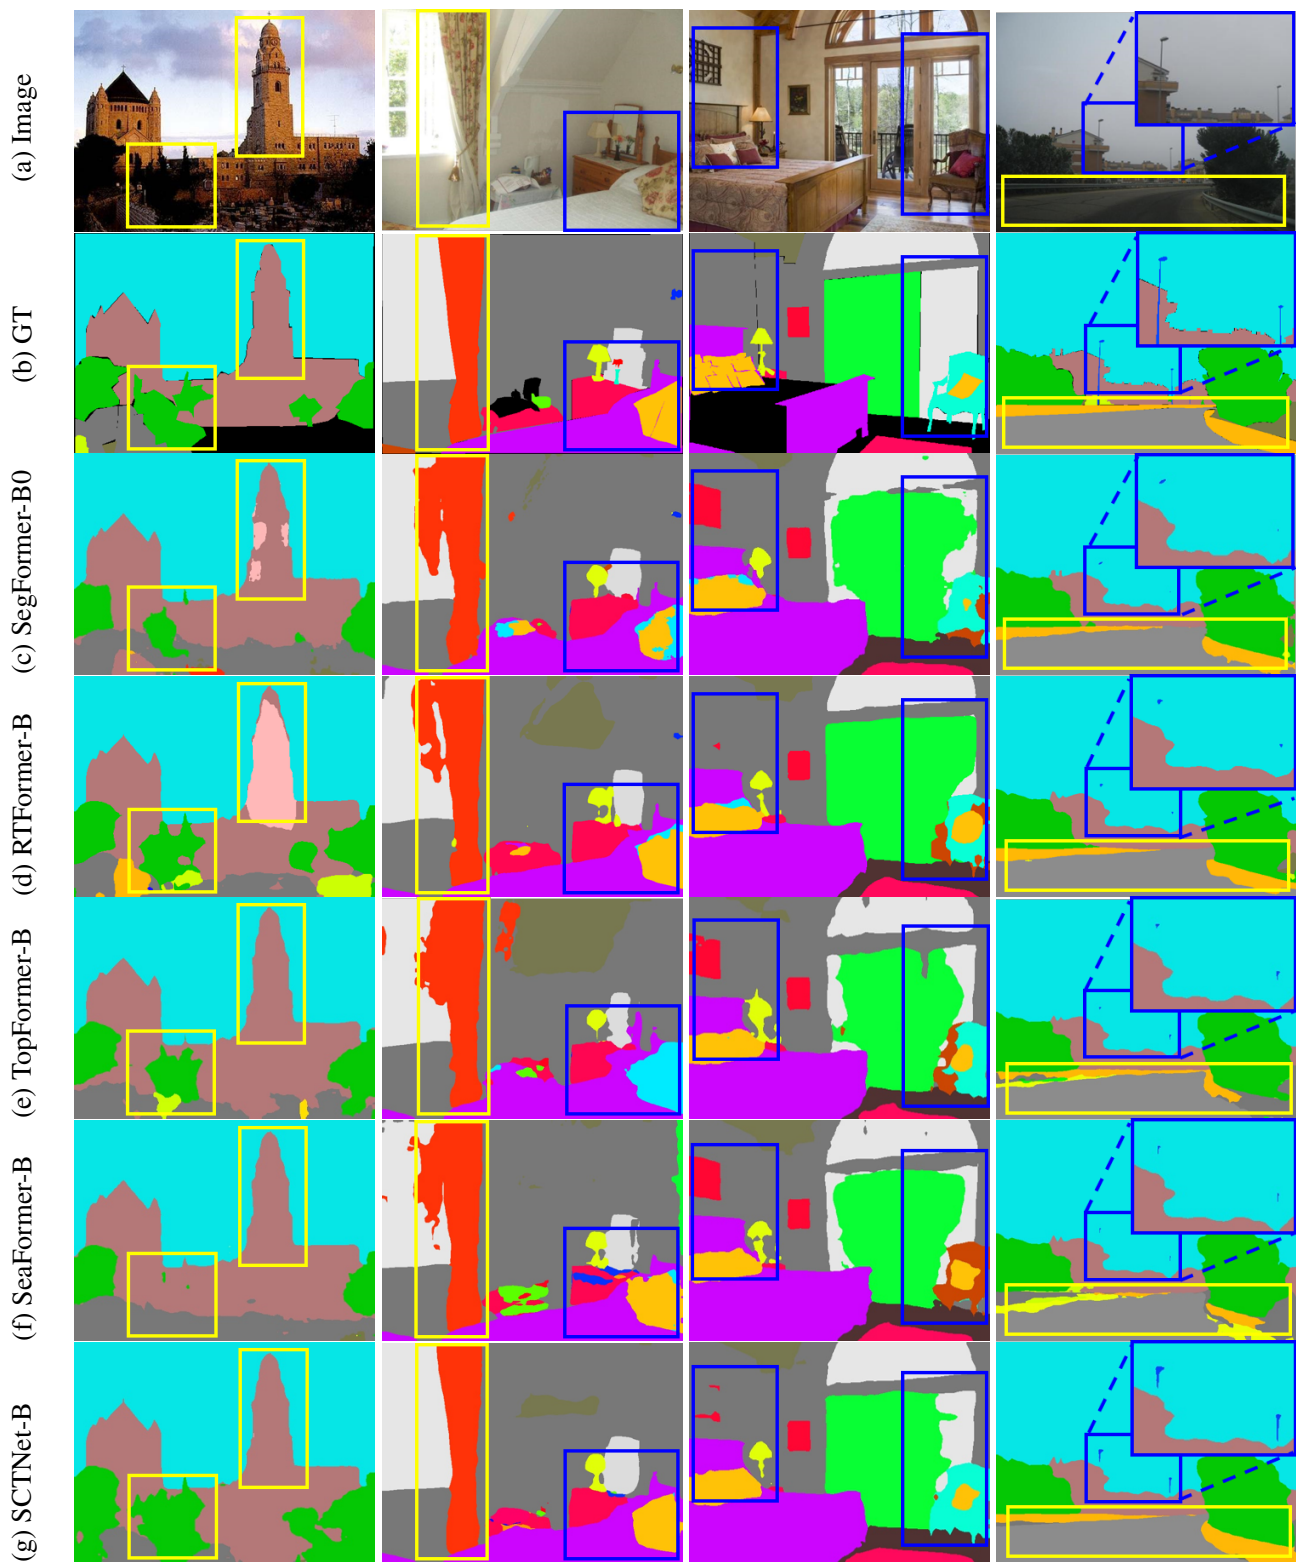 (a) Image
(b) GT
(c) SegFormer-B0
(d) RTFormer-B
(e) TopFormer-B
(f) SeaFormer-B
(g) SCTNet-B